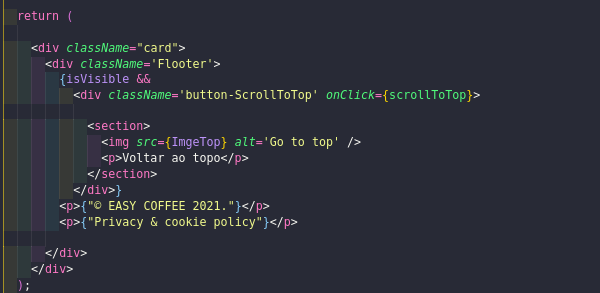 return (
<div className="card">
<div className='Flooter'>
{isVisible &&
<div className='button-ScrollToTop' onClick={scrollToTop}>
<section>
<img src={ImgeTop} alt='Go to top' />
<p>Voltar ao topo</p>
</section>
</div>}
<p>{"© EASY COFFEE 2021."}</p>
<p>{"Privacy & cookie policy"}</p>
</div>
</div>
);